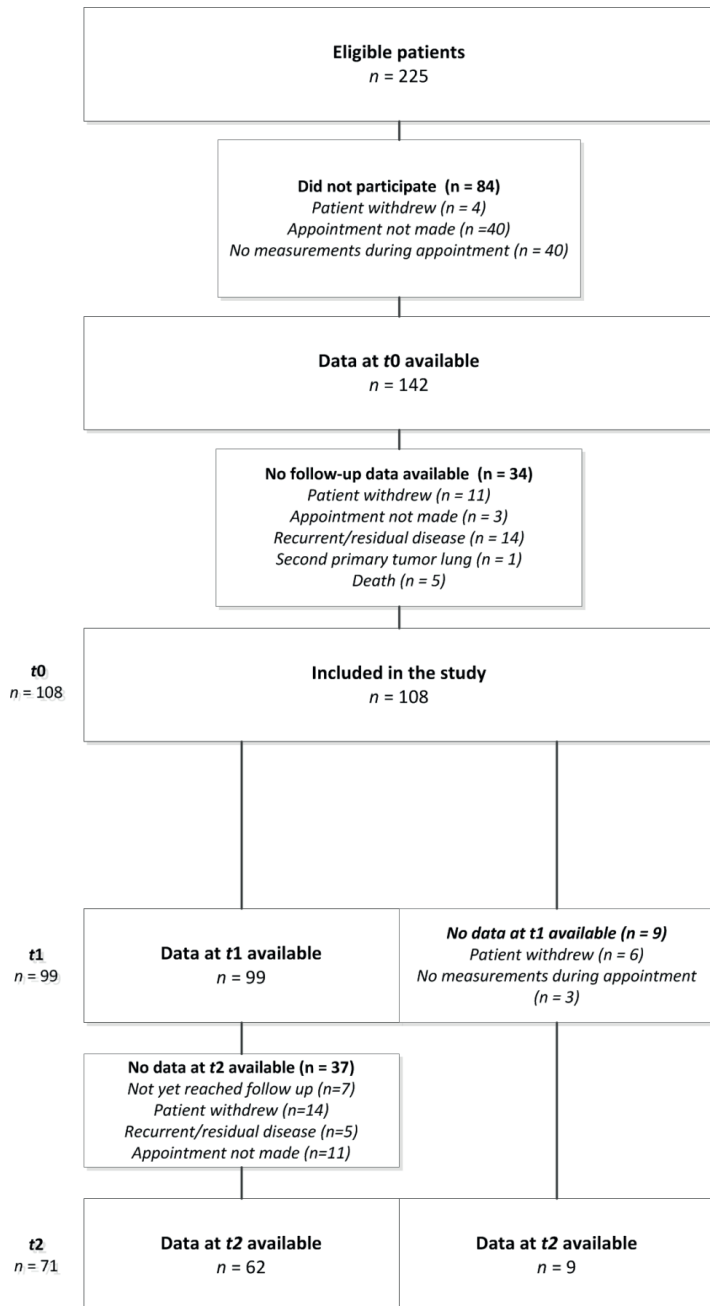 Eligible patients
n = 225
Did not participate (n = 84)
Patient withdrew (n = 4)
Appointment not made (n =40)
No measurements during appointment (n = 40)
Data at t0 available
n = 142
No follow-up data available (n = 34)
Patient withdrew (n = 11)
Appointment not made (n = 3)
Recurrent/residual disease (n = 14)
Second primary tumor lung (n = 1)
Death (n = 5)
t0
n = 108
Included in the study
n = 108
t1
n = 99
Data at t1 available
n = 99
No data at t1 available (n = 9)
Patient withdrew (n = 6)
No measurements during appointment
(n = 3)
No data at t2 available (n = 37)
Not yet reached follow up (n=7)
Patient withdrew (n=14)
Recurrent/residual disease (n=5)
Appointment not made (n=11)
t2
n = 71
Data at t2 available
n = 62
Data at t2 available
n = 9